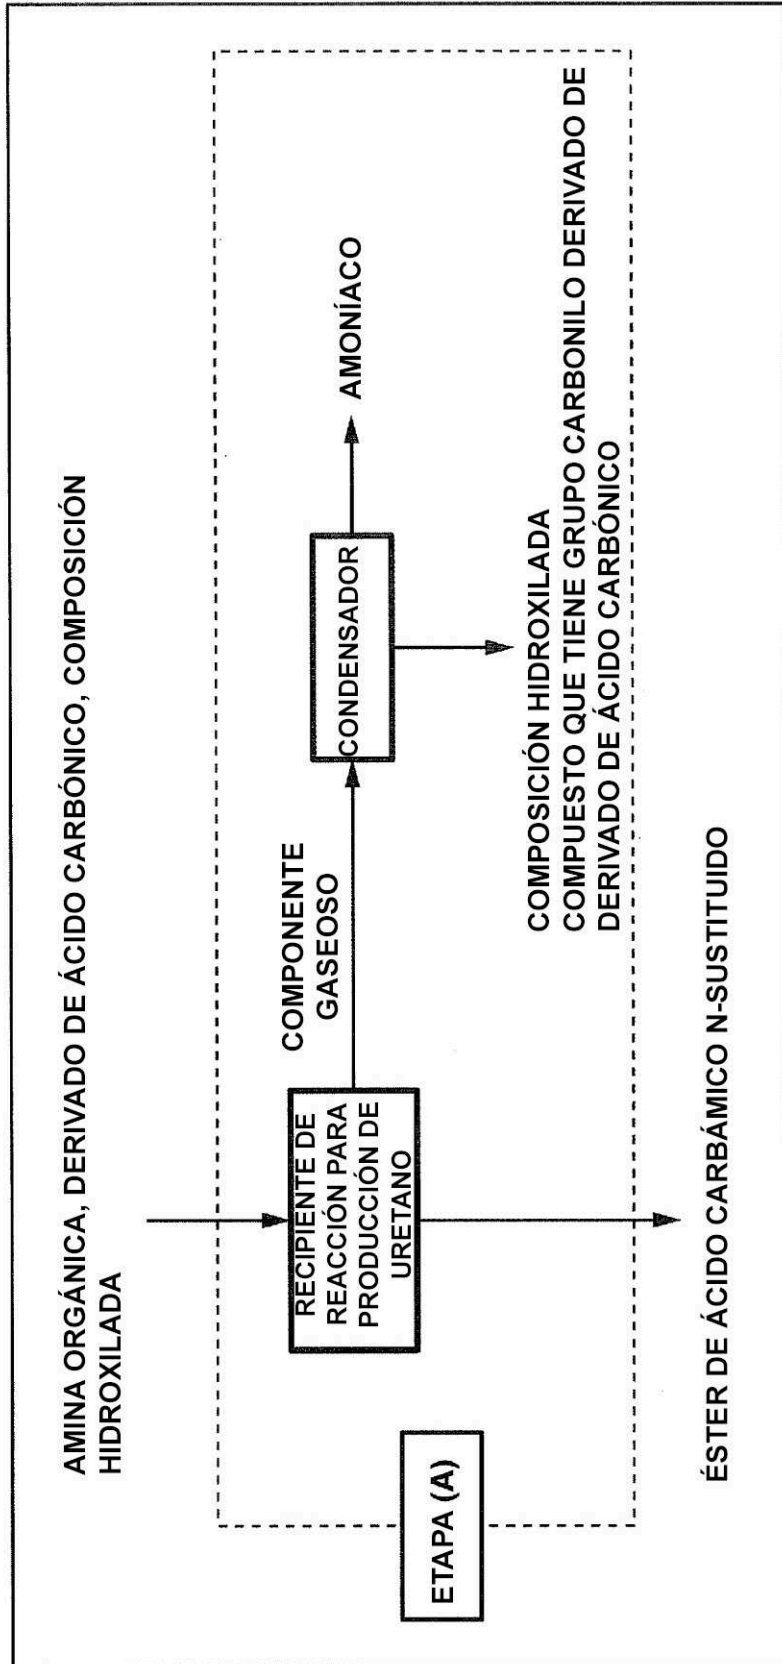 AMINA ORGÁNICA, DERIVADO DE ÁCIDO CARBÓNICO, COMPOSICIÓN
HIDROXILADA
COMPONENTE
GASEOSO
RECIPIENTE DE
REACCIÓN PARA
PRODUCCIÓN DE
URETANO
CONDENSADOR
AMONÍACO
ETAPA (A)
COMPOSICIÓN HIDROXILADA
COMPUESTO QUE TIENE GRUPO CARBONILO DERIVADO DE
DERIVADO DE ÁCIDO CARBÓNICO
ÉSTER DE ÁCIDO CARBÁMICO N-SUSTITUIDO